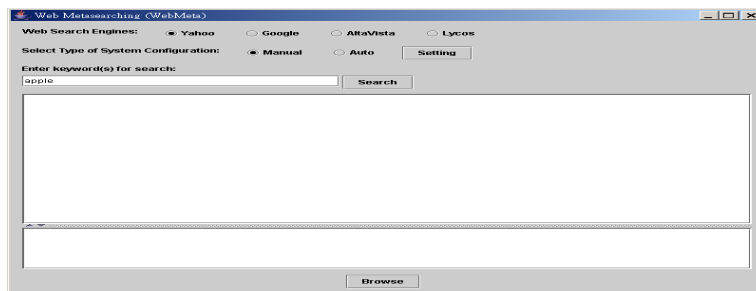 Web Metasearching (WebMeta)
Web Search Engines: Yahoo Google AltaVista Lycos
Select Type of System Configuration: Manual Auto Setting
Enter keyword(s) for search:
apple Search
Browse